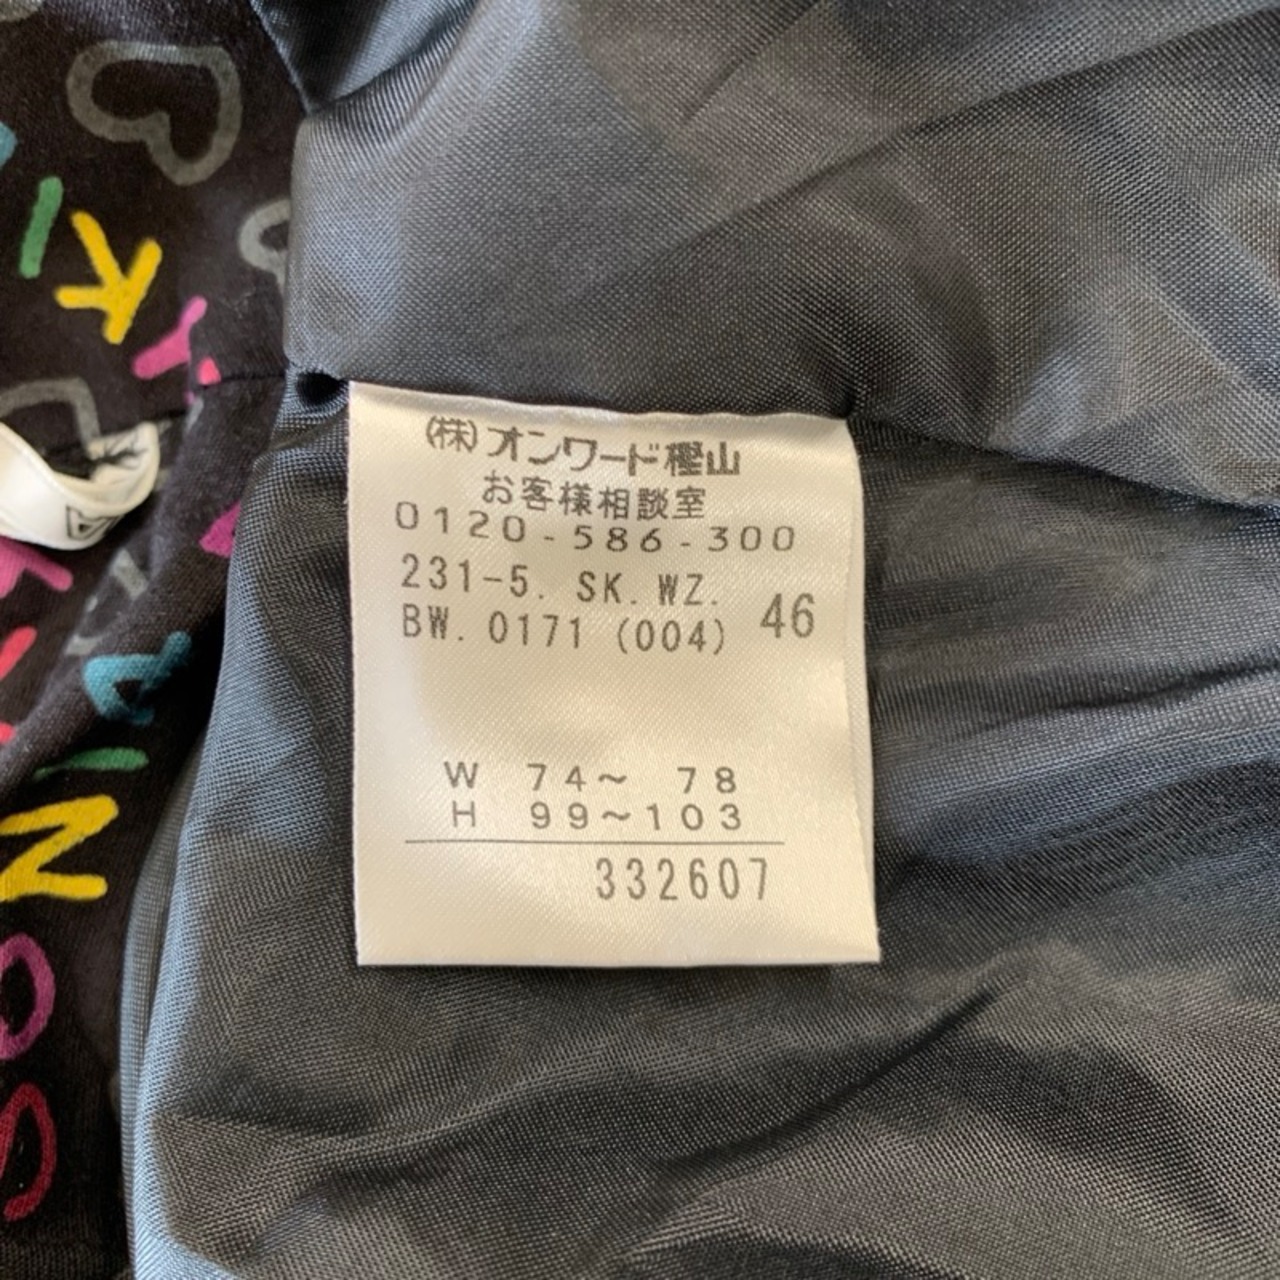 (株)オンワード樫山
お客様相談室
0120-586-300
231-5. SK. WZ.
BW. 0171 (004) 46
W 74～ 78
H 99～103
332607